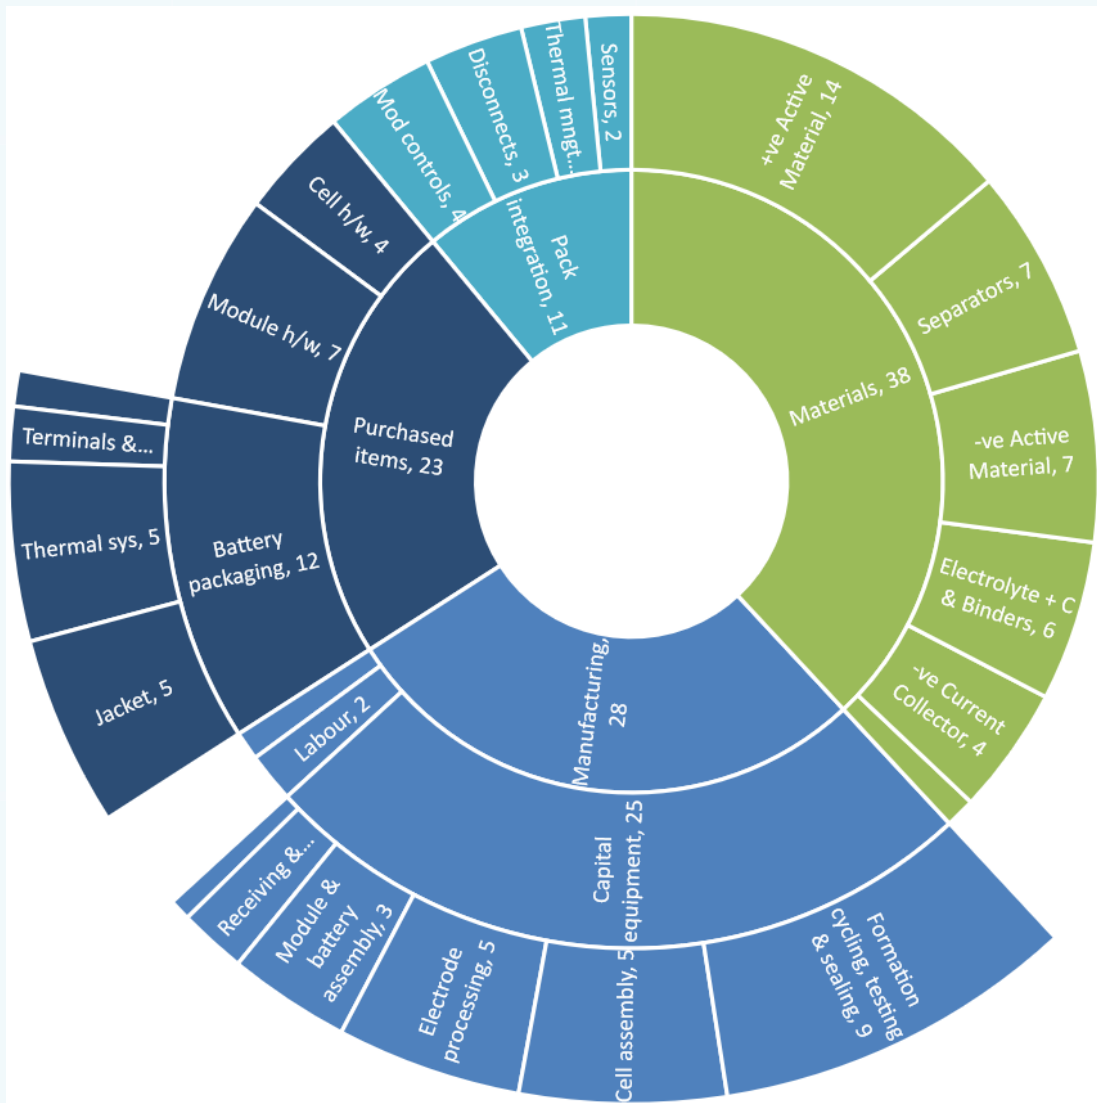 Sensors, 2
Thermal mngt...
Disconnects, 3
Mod controls, 4
Pack
integration, 11
+ve Active
Material, 14
Separators, 7
-ve Active
Material, 7
Electrolyte + C
& Binders, 6
-ve Current
Collector, 4
Materials, 38
Cell h/w, 4
Module h/w, 7
Purchased
items, 23
Battery
packaging, 12
Terminals &...
Thermal sys, 5
Jacket, 5
Manufacturing,
28
Labour, 2
Capital
equipment, 25
Receiving &...
Module &
battery
assembly, 3
Electrode
processing, 5
Cell assembly, 5
Formation
cycling, testing
& sealing, 9